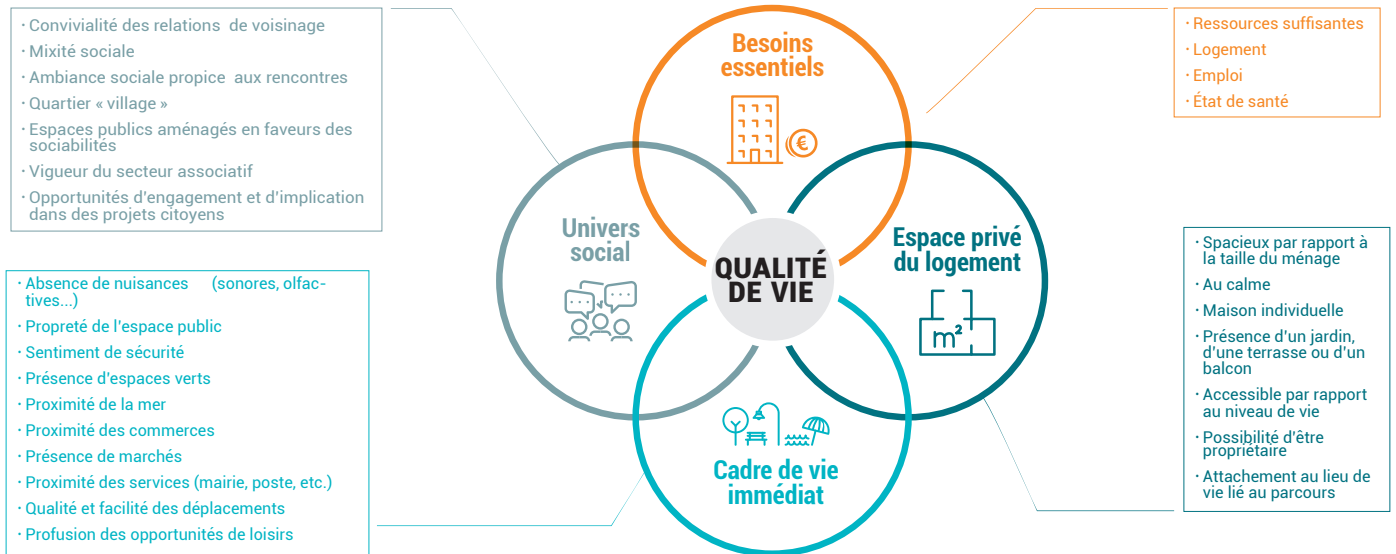 · Convivialité des relations de voisinage
· Mixité sociale
· Ambiance sociale propice aux rencontres
· Quartier « village »
· Espaces publics aménagés en faveurs des
sociabilités
· Vigueur du secteur associatif
· Opportunités d'engagement et d'implication
dans des projets citoyens
Besoins
essentiels
€
· Ressources suffisantes
· Logement
· Emploi
· État de santé
Univers
social
QUALITÉ
DE VIE
Espace privé
du logement
m²
· Absence de nuisances (sonores, olfac-
tives...)
· Propreté de l'espace public
· Sentiment de sécurité
· Présence d'espaces verts
· Proximité de la mer
· Proximité des commerces
· Présence de marchés
· Proximité des services (mairie, poste, etc.)
· Qualité et facilité des déplacements
· Profusion des opportunités de loisirs
Cadre de vie
immédiat
· Spacieux par rapport à
la taille du ménage
· Au calme
· Maison individuelle
· Présence d'un jardin,
d'une terrasse ou d'un
balcon
· Accessible par rapport
au niveau de vie
· Possibilité d'être
propriétaire
· Attachement au lieu de
vie lié au parcours